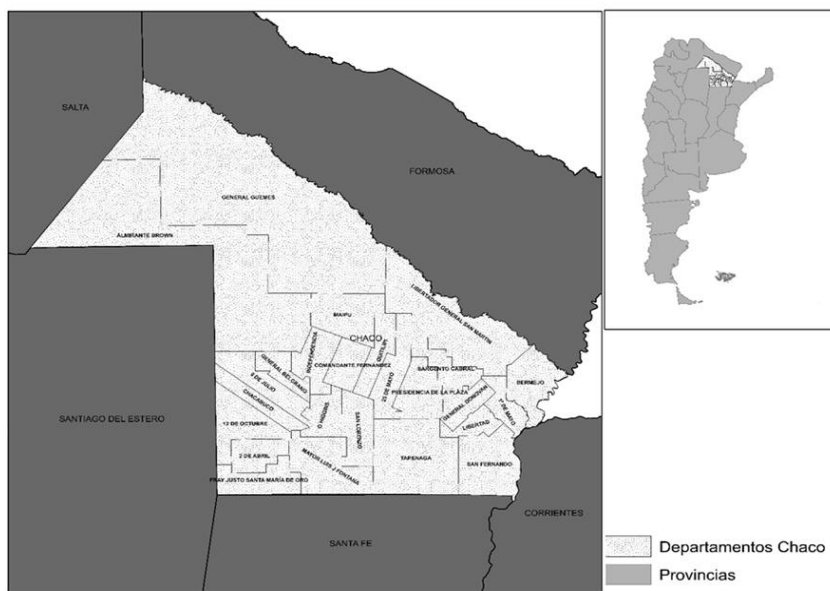 SALTA
FORMOSA
GENERAL GÜEMES
ALMIRANTE BROWN
LIBERTADOR GENERAL SAN MARTIN
MAIPU
CHACO
INDEPENDENCIA
QUITILIPI
COMANDANTE FERNANDEZ
GENERAL BELGRANO
9 DE JULIO
CHACABUCO
25 DE MAYO
SARGENTO CABRAL
PRESIDENCIA DE LA PLAZA
BERMEJO
GENERAL DONOVAN
1º DE MAYO
LIBERTAD
O HIGGINS
SAN LORENZO
12 DE OCTUBRE
SANTIAGO DEL ESTERO
2 DE ABRIL
MAYOR LUIS J FONTANA
TAPENAGA
SAN FERNANDO
FRAY JUSTO SANTA MARÍA DE ORO
CORRIENTES
SANTA FE
Departamentos Chaco
Provincias